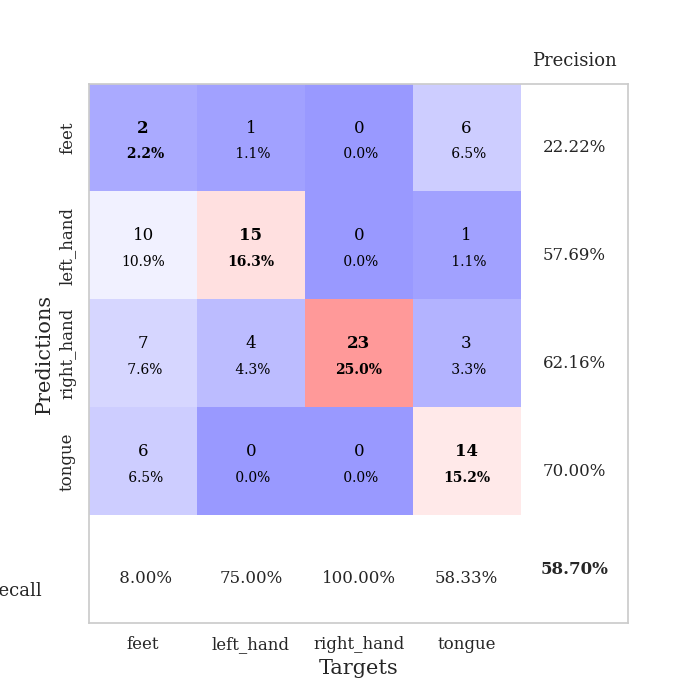 Precision
feet
2 1 0 6
2.2% 1.1% 0.0% 6.5%
22.22%
left_hand
10 15 0 1
10.9% 16.3% 0.0% 1.1%
57.69%
Predictions
right_hand
7 4 23 3
7.6% 4.3% 25.0% 3.3%
62.16%
tongue
6 0 0 14
6.5% 0.0% 0.0% 15.2%
70.00%
ecall
8.00% 75.00% 100.00% 58.33% 58.70%
feet left_hand right_hand tongue
Targets